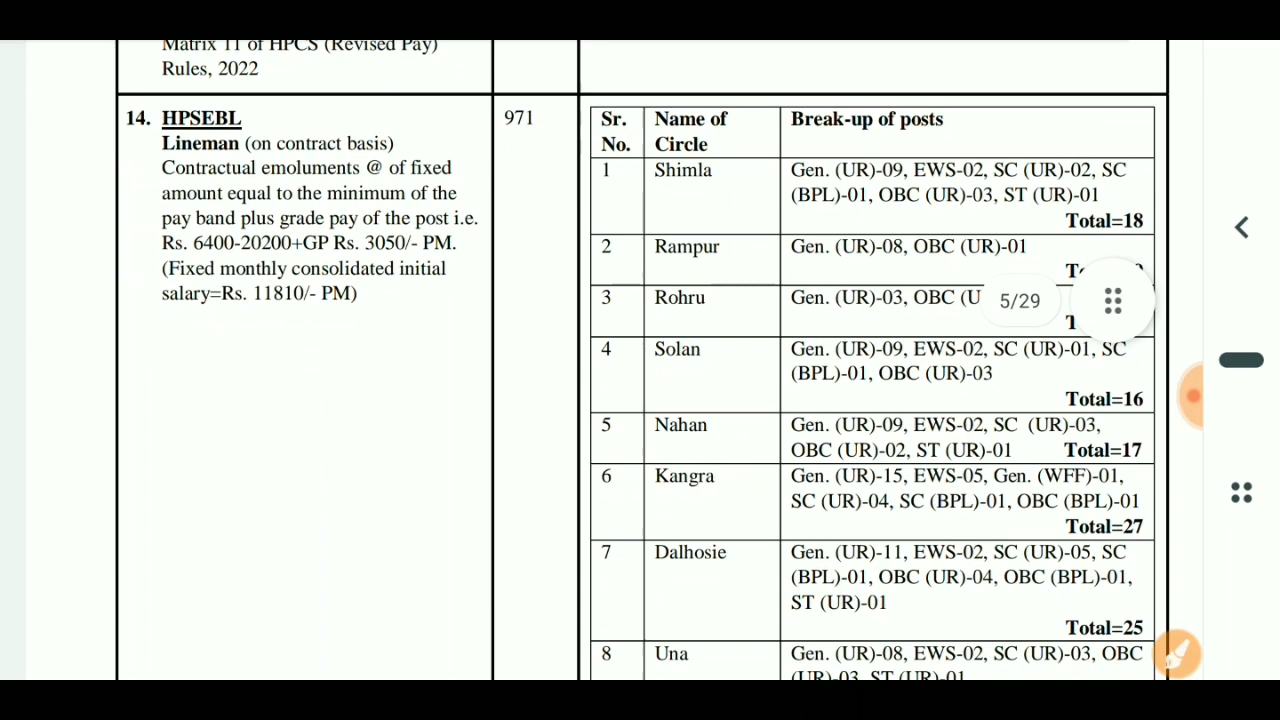 Matrix 11 of HPCS (Revised Pay)
Rules, 2022
14. HPSEBL
Lineman (on contract basis)
Contractual emoluments @ of fixed
amount equal to the minimum of the
pay band plus grade pay of the post i.e.
Rs. 6400-20200+GP Rs. 3050/- PM.
(Fixed monthly consolidated initial
salary=Rs. 11810/- PM)
971
Sr. No.
Name of Circle
Break-up of posts
1
Shimla
Gen. (UR)-09, EWS-02, SC (UR)-02, SC
(BPL)-01, OBC (UR)-03, ST (UR)-01
Total=18
2
Rampur
Gen. (UR)-08, OBC (UR)-01
3
Rohru
Gen. (UR)-03, OBC
5/29
4
Solan
Gen. (UR)-09, EWS-02, SC (UR)-01, SC
(BPL)-01, OBC (UR)-03
Total=16
5
Nahan
Gen. (UR)-09, EWS-02, SC (UR)-03,
OBC (UR)-02, ST (UR)-01 Total=17
6
Kangra
Gen. (UR)-15, EWS-05, Gen. (WFF)-01,
SC (UR)-04, SC (BPL)-01, OBC (BPL)-01
Total=27
7
Dalhosie
Gen. (UR)-11, EWS-02, SC (UR)-05, SC
(BPL)-01, OBC (UR)-04, OBC (BPL)-01,
ST (UR)-01
Total=25
8
Una
Gen. (UR)-08, EWS-02, SC (UR)-03, OBC
(UR)-03, ST (UR)-01